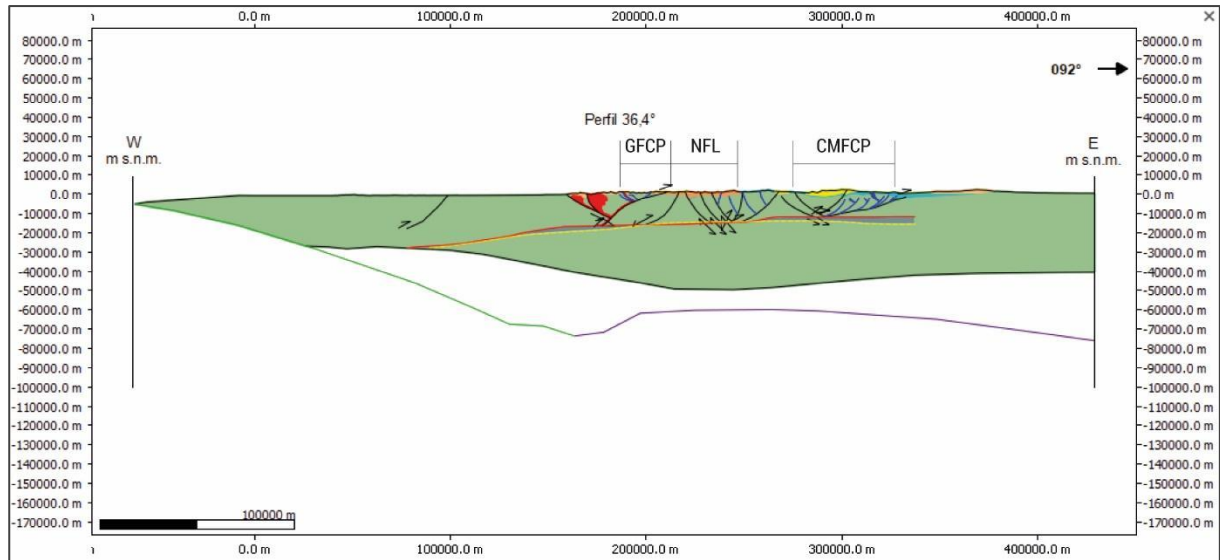 ı 0.0 m 100000.0 m 200000.0 m 300000.0 m 400000.0 m
80000.0 m 80000.0 m
70000.0 m 70000.0 m
092°
60000.0 m 60000.0 m
50000.0 m 50000.0 m
40000.0 m 40000.0 m
Perfil 36,4°
30000.0 m 30000.0 m
W GFCP NFL CMFCP E
20000.0 m 20000.0 m
m s.n.m. m s.n.m.
10000.0 m 10000.0 m
0.0 m 0.0 m
-10000.0 m -10000.0 m
-20000.0 m -20000.0 m
-30000.0 m -30000.0 m
-40000.0 m -40000.0 m
-50000.0 m -50000.0 m
-60000.0 m -60000.0 m
-70000.0 m -70000.0 m
-80000.0 m -80000.0 m
-90000.0 m -90000.0 m
-100000.0 m -100000.0 m
-110000.0 m -110000.0 m
-120000.0 m -120000.0 m
-130000.0 m -130000.0 m
-140000.0 m -140000.0 m
-150000.0 m -150000.0 m
-160000.0 m -160000.0 m
100000.0 m
-170000.0 m -170000.0 m
ı 0.0 m 100000.0 m 200000.0 m 300000.0 m 400000.0 m